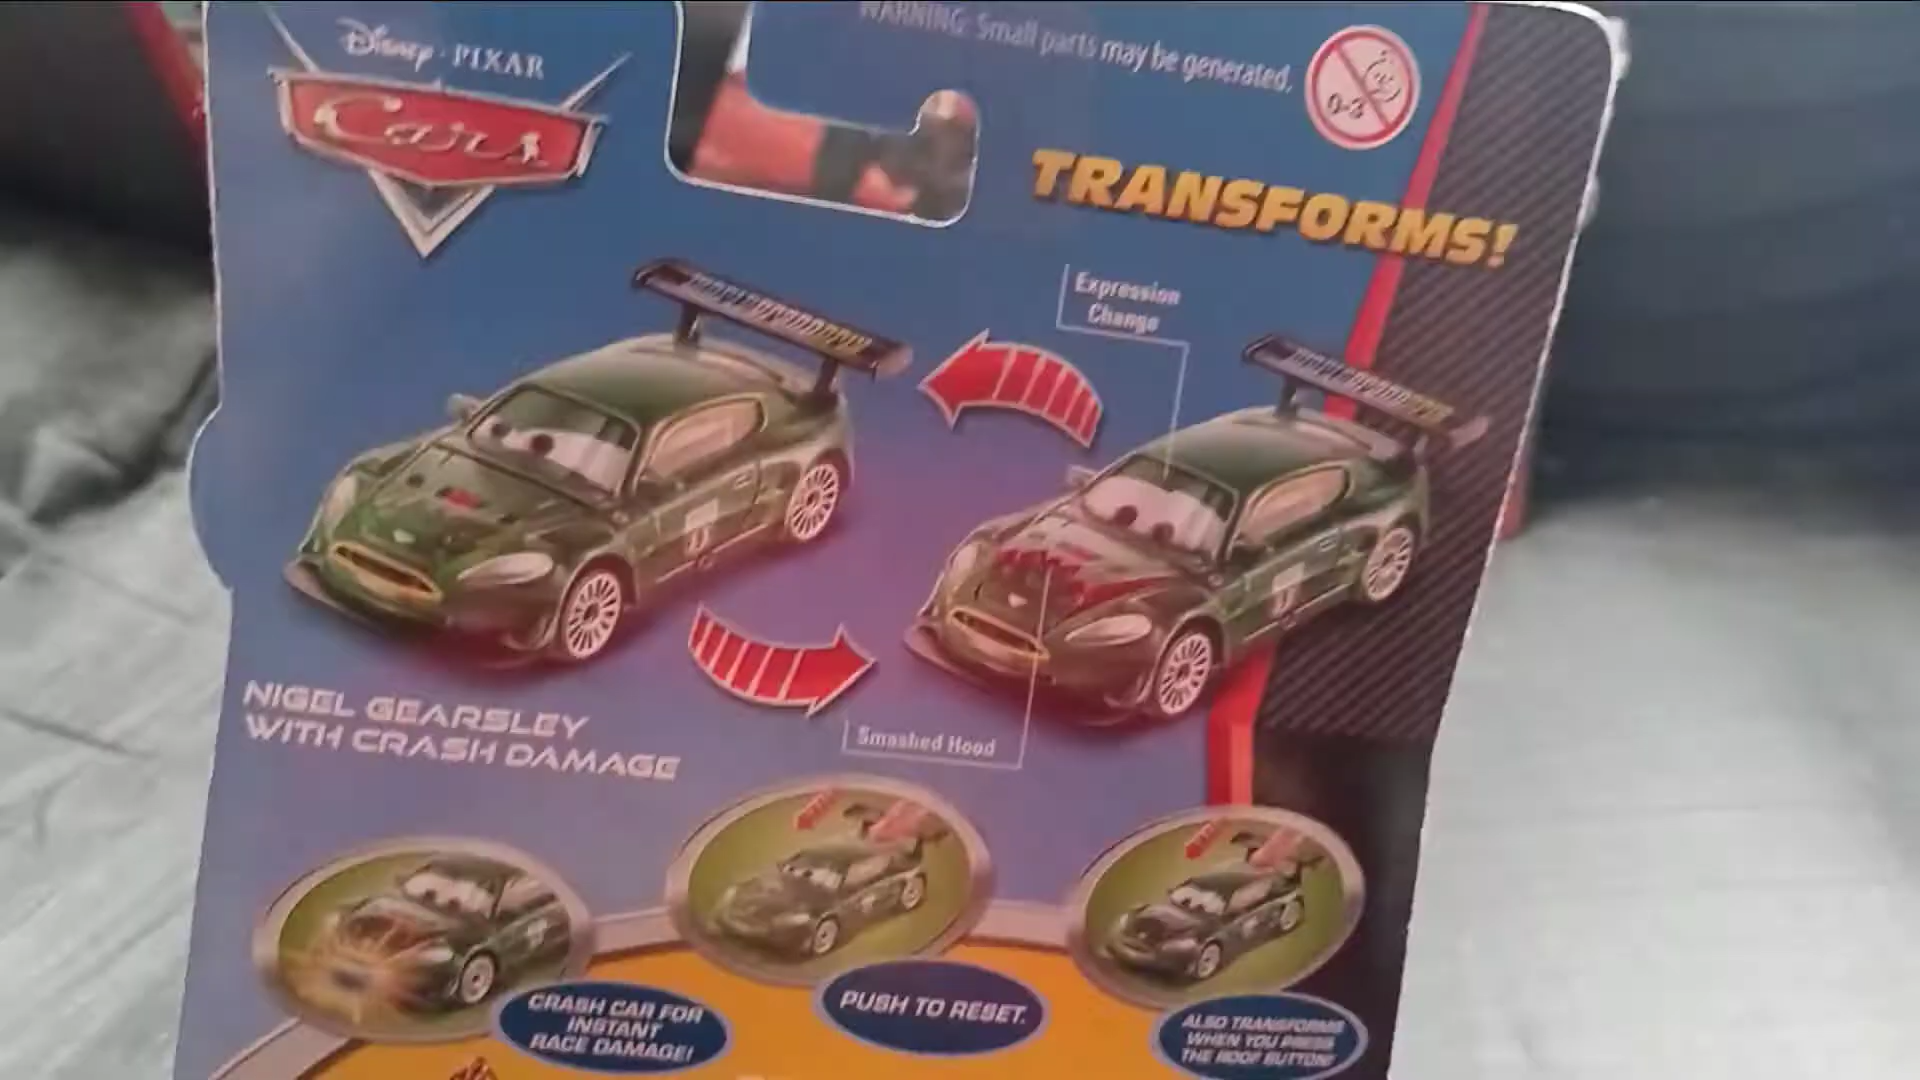 Disney · PIXAR
Cars
WARNING: Small parts may be generated.
0-3
TRANSFORMS!
Expression
Change
NIGEL GEARSLEY
WITH CRASH DAMAGE
Smashed Hood
CRASH CAR FOR
INSTANT
RACE DAMAGE!
PUSH TO RESET.
ALSO TRANSFORMS
WHEN YOU PRESS
THE ROOF BUTTON!